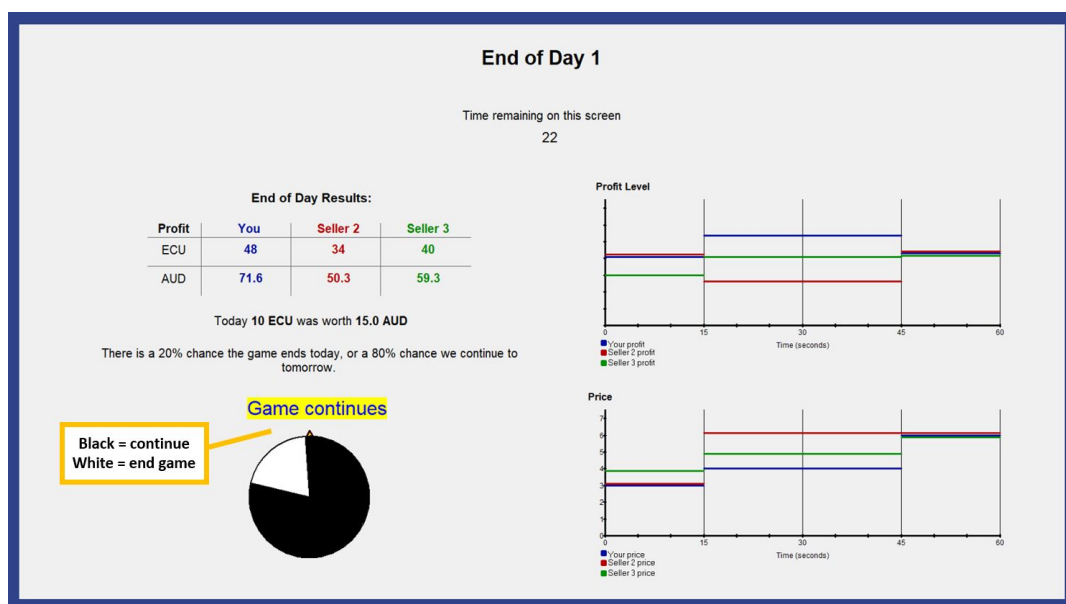 End of Day 1
Time remaining on this screen
22
End of Day Results:
Profit You Seller 2 Seller 3
ECU 48 34 40
AUD 71.6 50.3 59.3
Today 10 ECU was worth 15.0 AUD
There is a 20% chance the game ends today, or a 80% chance we continue to
tomorrow.
Game continues
Black = continue
White = end game
Profit Level
0 15 30 45 60
Time (seconds)
Your profit
Seller 2 profit
Seller 3 profit
Price
7
6
5
4
3
2
1
0
0 15 30 45 60
Time (seconds)
Your price
Seller 2 price
Seller 3 price